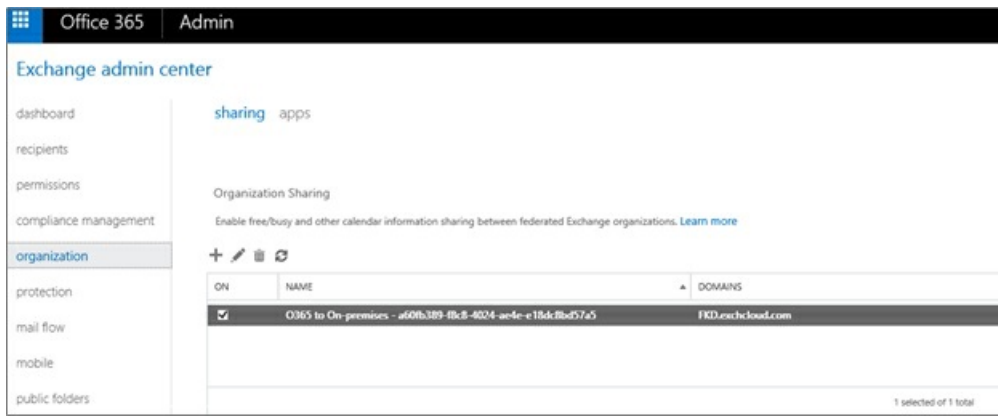 Office 365 Admin
Exchange admin center
dashboard
sharing apps
recipients
permissions
Organization Sharing
compliance management
Enable free/busy and other calendar information sharing between federated Exchange organizations. Learn more
organization
ON NAME DOMAINS
protection
O365 to On-premises - a60fb389-f8c8-4024-ae4e-e18dcfbd57a5 FKD.exchcloud.com
mail flow
mobile
public folders
1 selected of 1 total